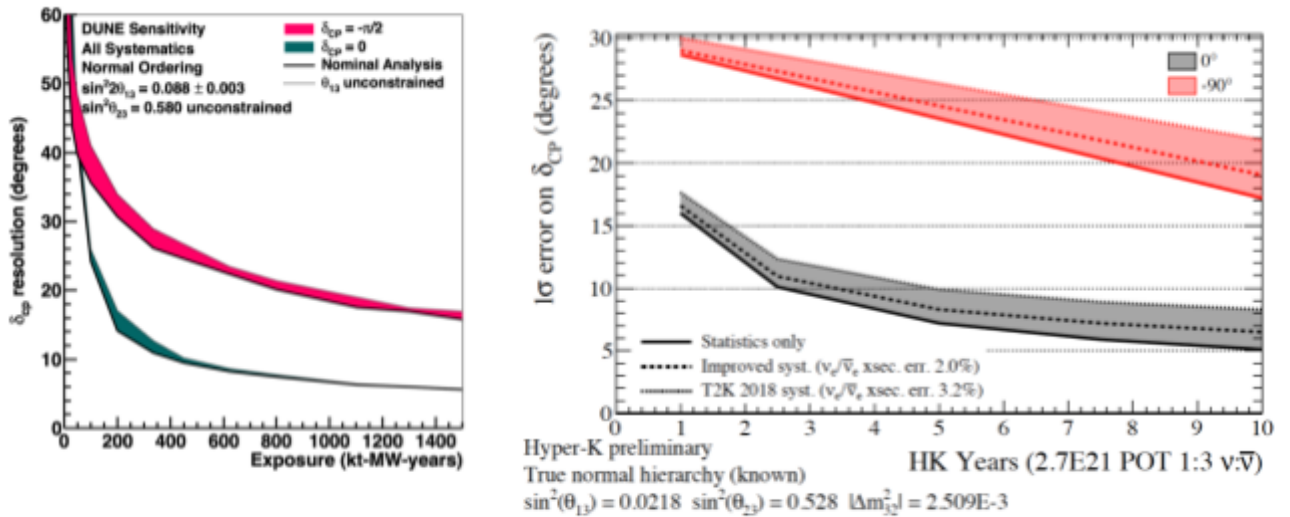 60
50
40
30
20
10
0
δCP resolution (degrees)
DUNE Sensitivity
All Systematics
Normal Ordering
sin²2θ₁₃ = 0.088 ± 0.003
sin²θ₂₃ = 0.580 unconstrained
δCP = -π/2
δCP = 0
Nominal Analysis
θ₁₃ unconstrained
0 200 400 600 800 1000 1200 1400
Exposure (kt-MW-years)
30
25
20
15
10
5
0
1σ error on δCP (degrees)
0°
-90°
Statistics only
Improved syst. (νe/ν̅e xsec. err. 2.0%)
T2K 2018 syst. (νe/ν̅e xsec. err. 3.2%)
0 1 2 3 4 5 6 7 8 9 10
HK Years (2.7E21 POT 1:3 ν:ν̅)
Hyper-K preliminary
True normal hierarchy (known)
sin²(θ₁₃) = 0.0218 sin²(θ₂₃) = 0.528 |Δm²₃₂| = 2.509E-3